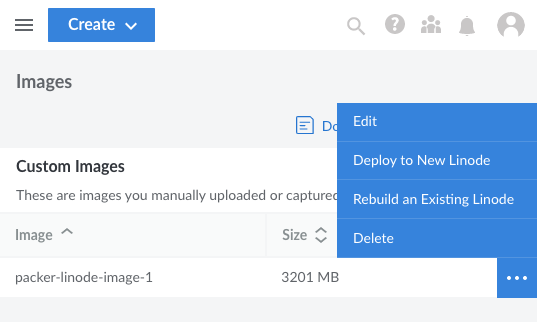 Create
Images
Do
Edit
Custom Images
Deploy to New Linode
These are images you manually uploaded or captured
Rebuild an Existing Linode
Image
Size
Delete
packer-linode-image-1
3201 MB